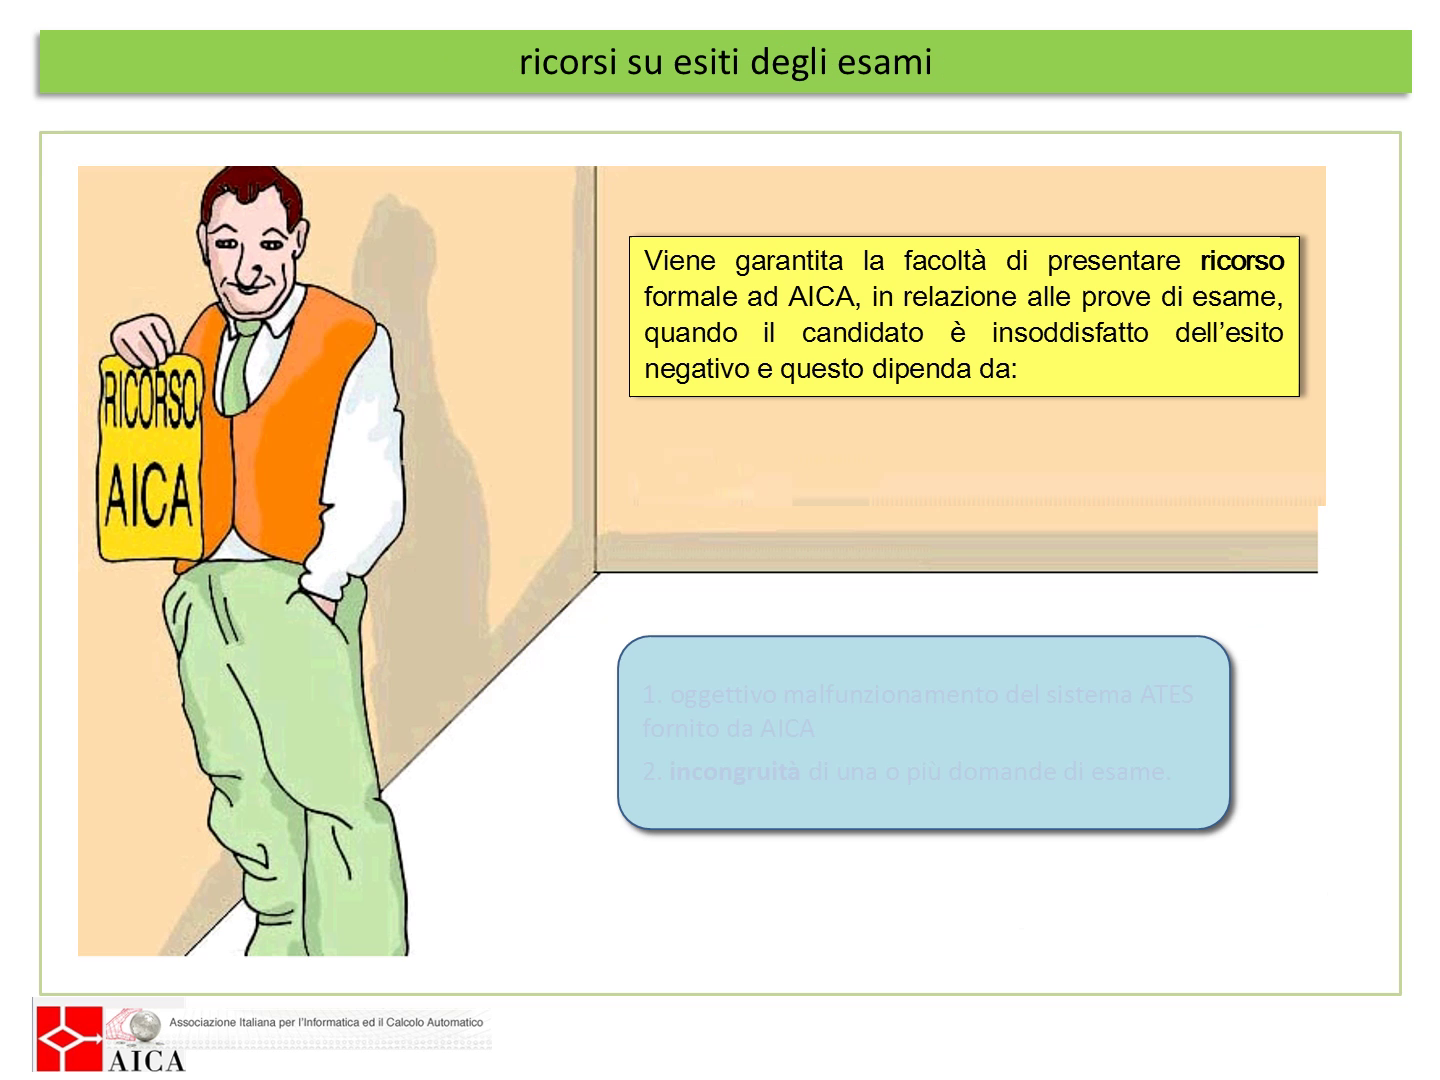 ricorsi su esiti degli esami
Viene garantita la facoltà di presentare ricorso
formale ad AICA, in relazione alle prove di esame,
quando il candidato è insoddisfatto dell’esito
negativo e questo dipenda da:
RICORSO
AICA
1. oggettivo malfunzionamento del sistema ATES
fornito da AICA
2. incongruità di una o più domande di esame.
Associazione Italiana per l'Informatica ed il Calcolo Automatico
AICA